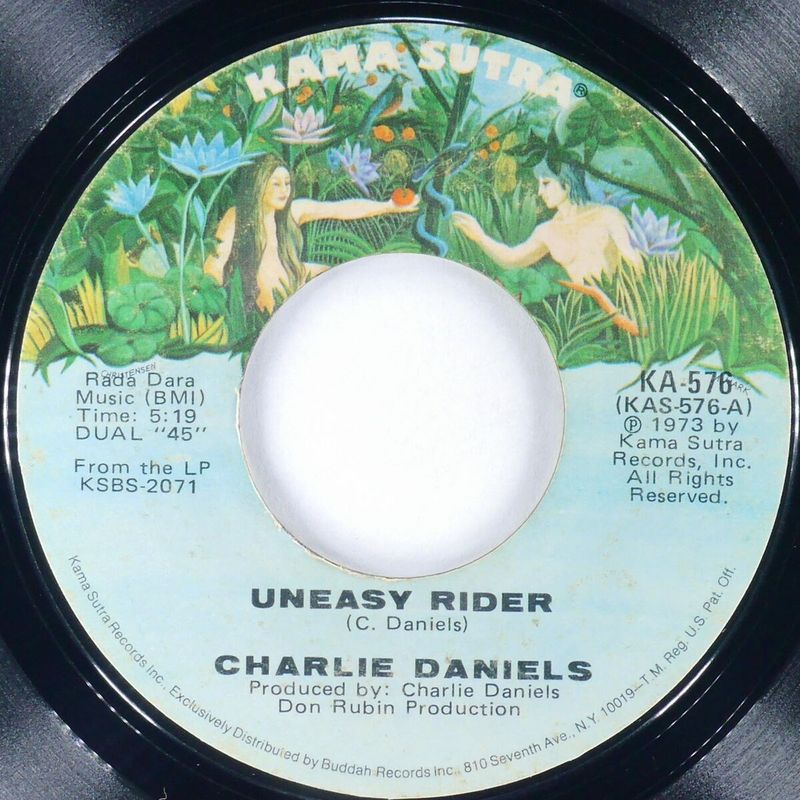 KAMA SUTRA®
CHRISTENSEN
Rada Dara
Music (BMI)
Time: 5:19
DUAL "45"
From the LP
KSBS-2071
KA-576
(KAS-576-A)
Ⓟ 1973 by
Kama Sutra
Records, Inc.
All Rights
Reserved.
UNEASY RIDER
(C. Daniels)
CHARLIE DANIELS
Produced by: Charlie Daniels
Don Rubin Production
Kama Sutra Records Inc., Exclusively Distributed by Buddah Records Inc., 810 Seventh Ave., N.Y. 10019—T.M. Reg. U.S. Pat. Off.